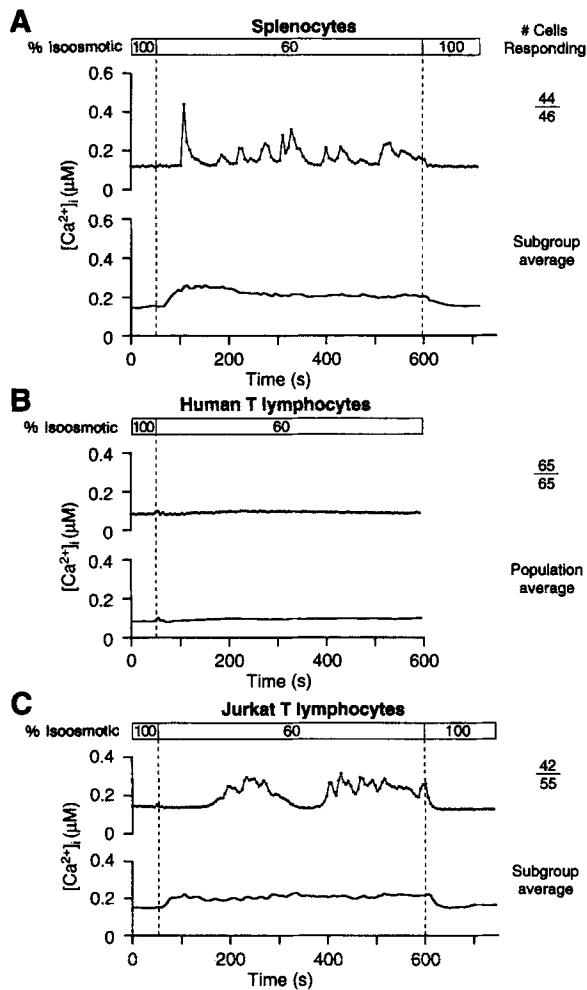 A
Splenocytes
# Cells
Responding
% Isoosmotic 100 60 100
0.6
0.4
0.2
0
44
46
[Ca²⁺]ᵢ (μM)
0.6
0.4
0.2
0
Subgroup
average
0 200 400 600
Time (s)
B
Human T lymphocytes
% Isoosmotic 100 60
0.4
0.2
0
65
65
[Ca²⁺]ᵢ (μM)
0.4
0.2
0
Population
average
0 200 400 600
Time (s)
C
Jurkat T lymphocytes
% Isoosmotic 100 60 100
0.4
0.2
0
42
55
[Ca²⁺]ᵢ (μM)
0.4
0.2
0
Subgroup
average
0 200 400 600
Time (s)